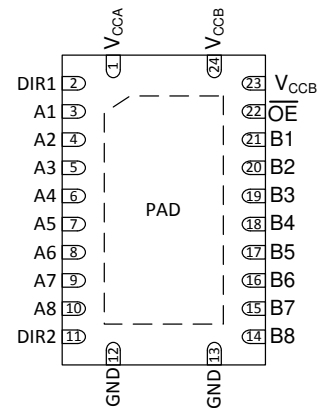 VCCA VCCB
1 24
DIR1 2 23 VCCB
A1 3 22 OE
A2 4 21 B1
A3 5 20 B2
A4 6 19 B3
A5 7 18 B4
PAD
A6 8 17 B5
A7 9 16 B6
A8 10 15 B7
DIR2 11 14 B8
12 13
GND GND